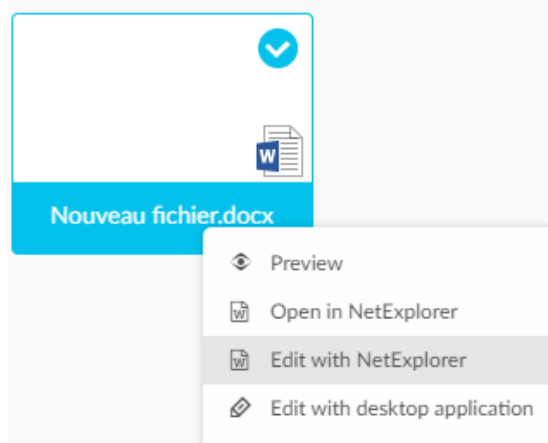 W
Nouveau fichier.docx
Preview
W Open in NetExplorer
W Edit with NetExplorer
Edit with desktop application